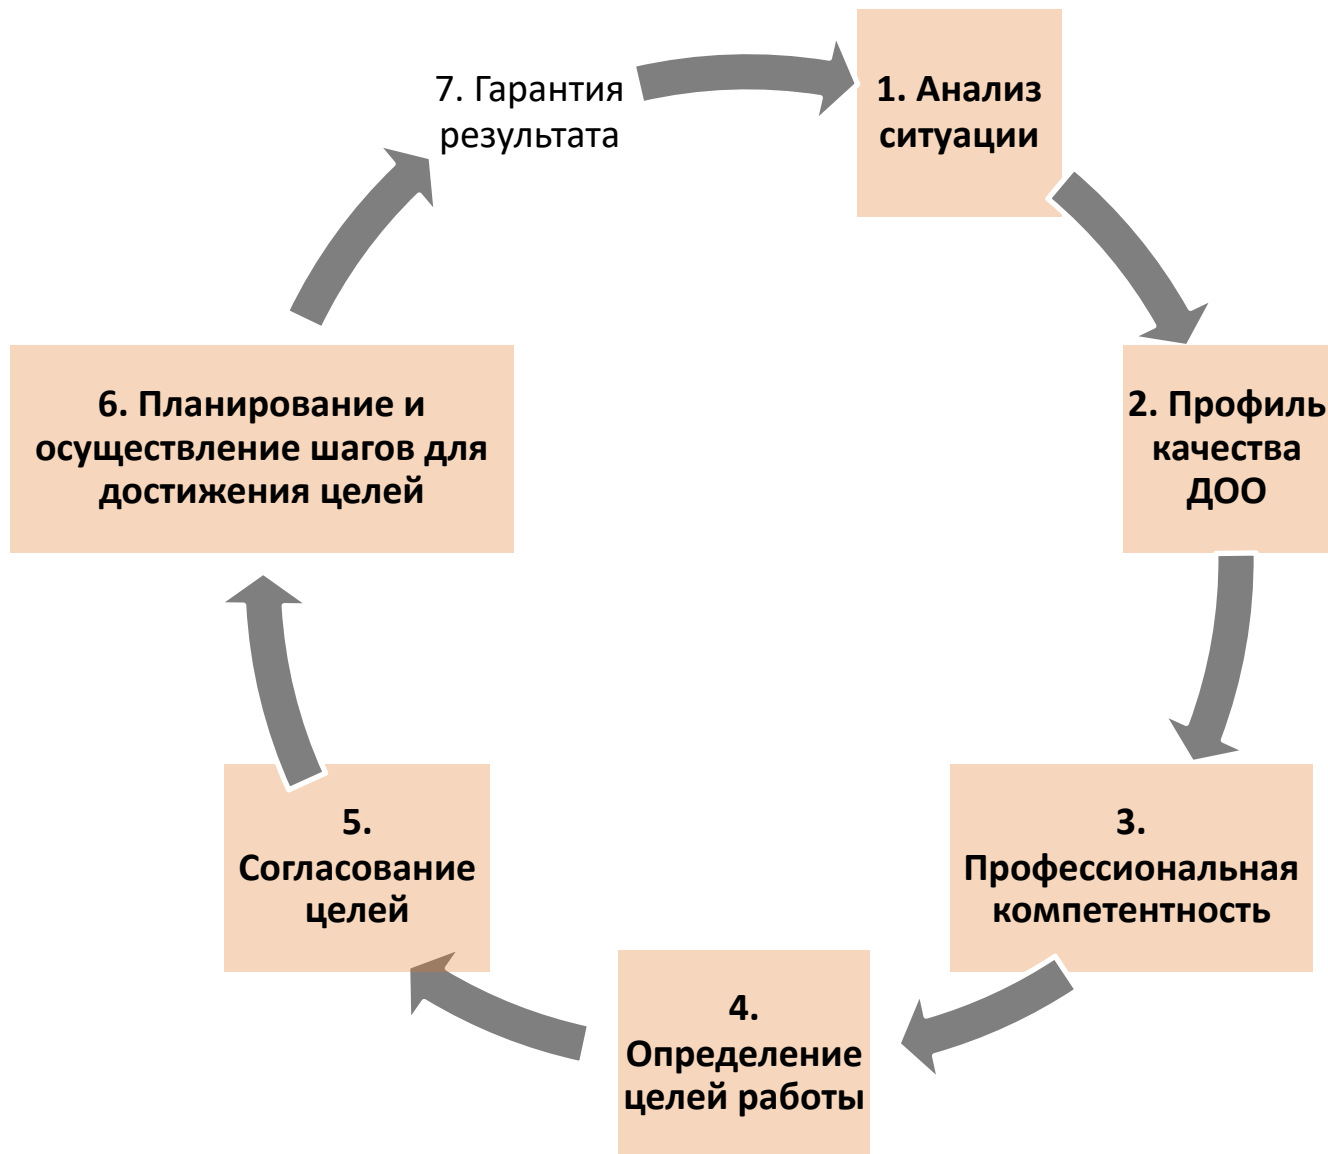 1. Анализ
ситуации
2. Профиль
качества
ДОО
3.
Профессиональная
компетентность
4.
Определение
целей работы
5.
Согласование
целей
6. Планирование и
осуществление шагов для
достижения целей
7. Гарантия
результата